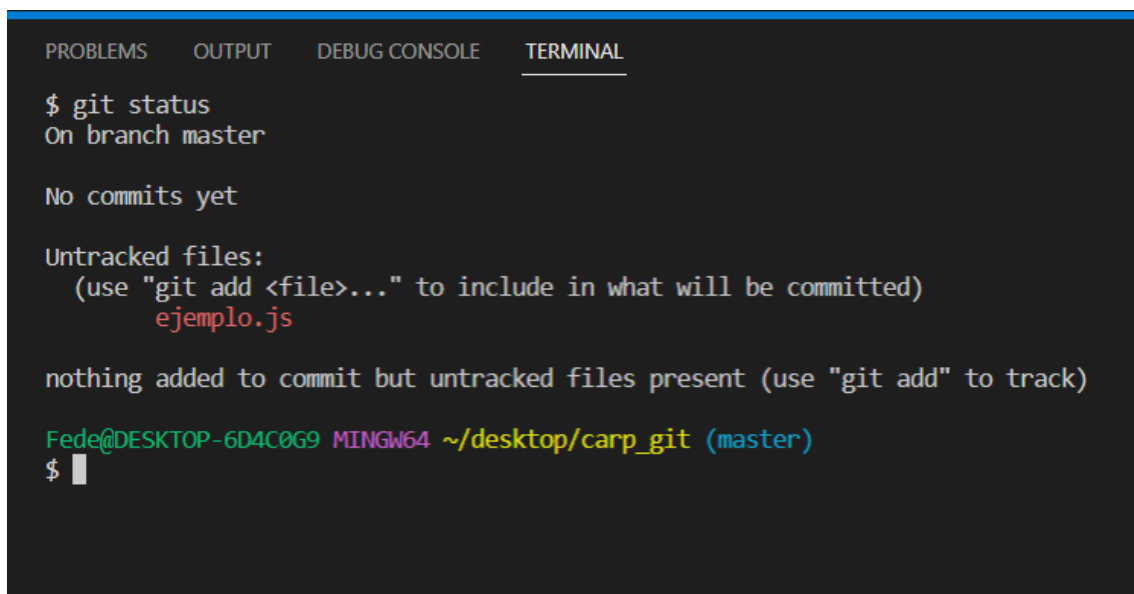 PROBLEMS OUTPUT DEBUG CONSOLE TERMINAL
$ git status
On branch master
No commits yet
Untracked files:
(use "git add <file>..." to include in what will be committed)
ejemplo.js
nothing added to commit but untracked files present (use "git add" to track)
Fede@DESKTOP-6D4C0G9 MINGW64 ~/desktop/carp_git (master)
$